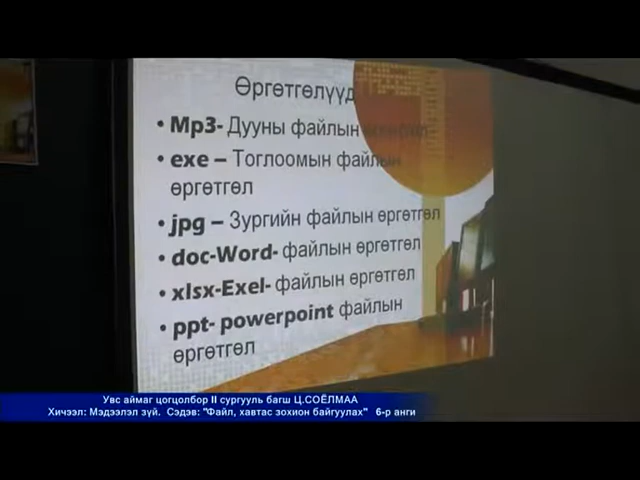 Өргөтгөлүүд
• Mp3- Дууны файлын өргөтгөл
• exe – Тоглоомын файлын
өргөтгөл
• jpg – Зургийн файлын өргөтгөл
• doc-Word- файлын өргөтгөл
• xlsx-Exel- файлын өргөтгөл
• ppt- powerpoint файлын
өргөтгөл
Увс аймаг цогцолбор II сургууль багш Ц.СОЁЛМАА
Хичээл: Мэдээлэл зүй. Сэдэв: "Файл, хавтас зохион байгуулах" 6-р анги